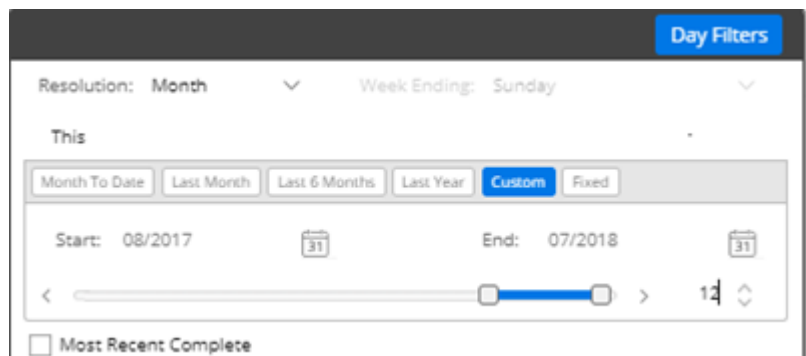 Day Filters
Resolution: Month Week Ending: Sunday
This
Month To Date Last Month Last 6 Months Last Year Custom Fixed
Start: 08/2017 31 End: 07/2018 31
12
Most Recent Complete